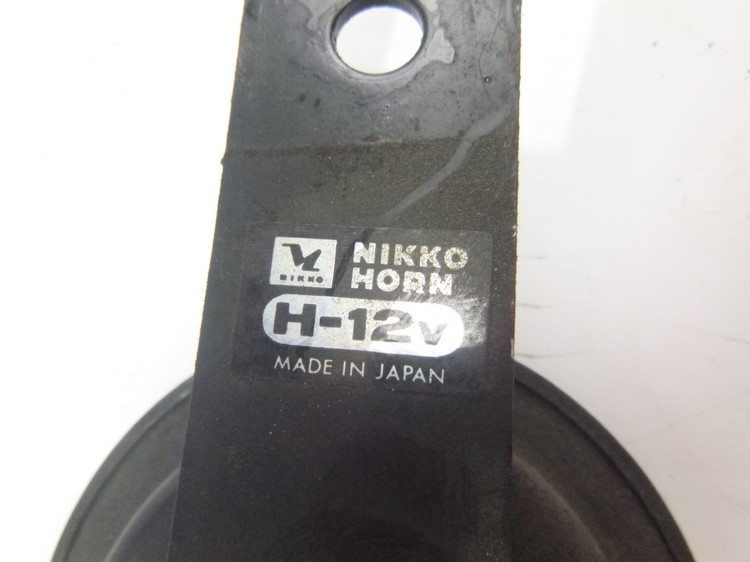 NIKKO
NIKKO
HORN
H-12V
MADE IN JAPAN